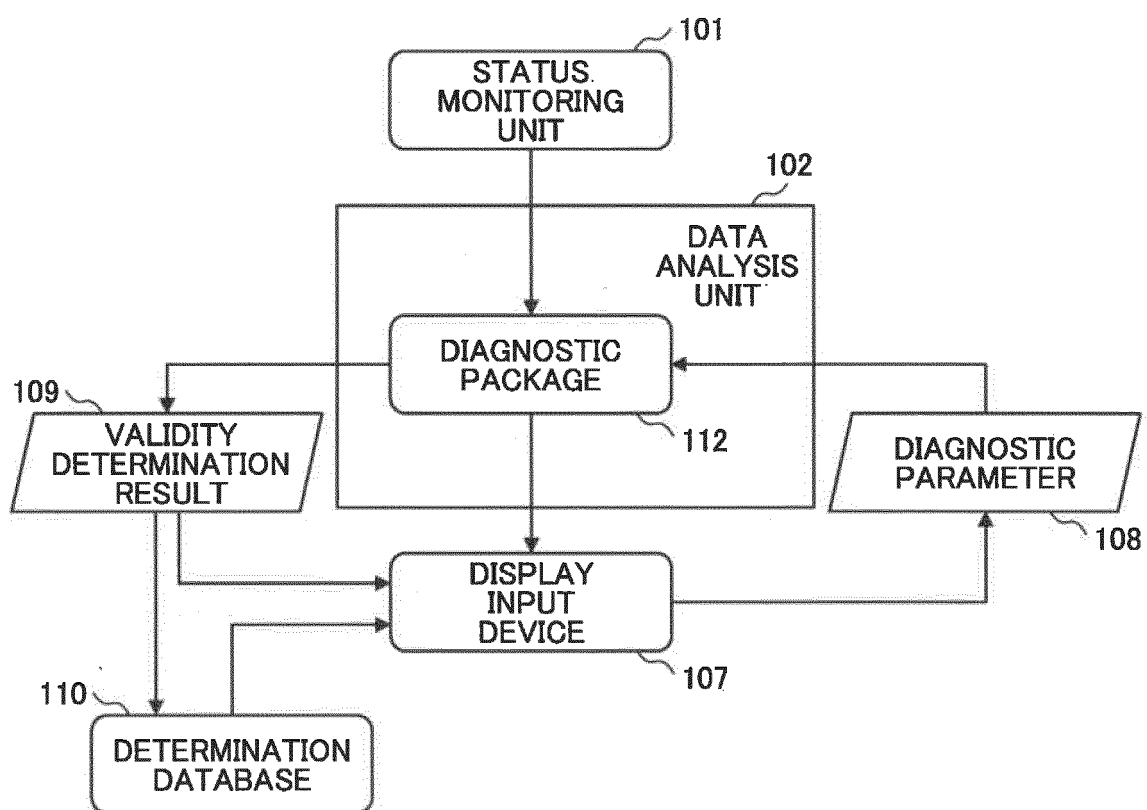 101
STATUS
MONITORING
UNIT
102
DATA
ANALYSIS
UNIT
DIAGNOSTIC
PACKAGE
112
109
VALIDITY
DETERMINATION
RESULT
DIAGNOSTIC
PARAMETER
108
DISPLAY
INPUT
DEVICE
107
110
DETERMINATION
DATABASE